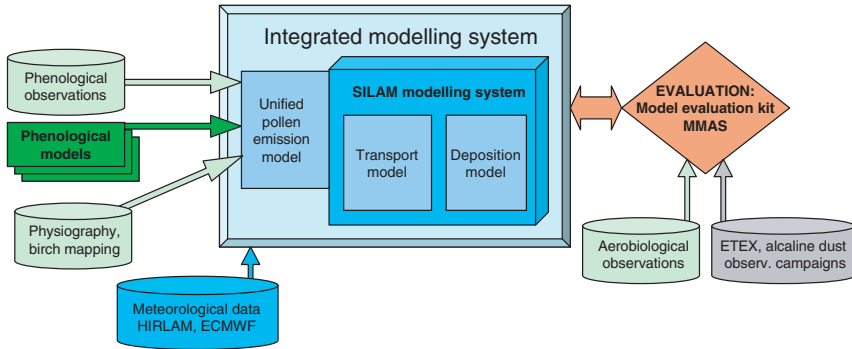 Integrated modelling system
Phenological
observations
Phenological
models
Physiography,
birch mapping
Unified
pollen
emission
model
SILAM modelling system
Transport
model
Deposition
model
EVALUATION:
Model evaluation kit
MMAS
Aerobiological
observations
ETEX, alcaline dust
observ. campaigns
Meteorological data
HIRLAM, ECMWF